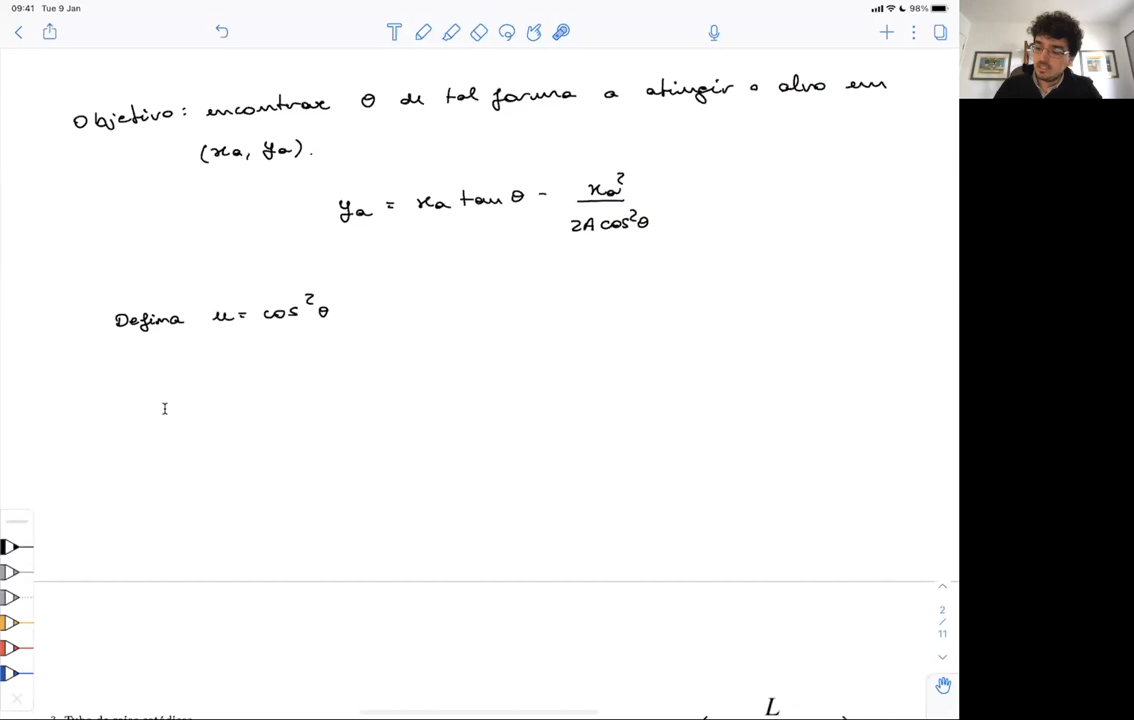 09:41 Tue 9 Jan 98%
Objetivo: encontrar θ de tal forma a atingir o alvo em
(xa, ya).
ya = xa tan θ - xa² / 2A cos²θ
Defina u = cos²θ
2
/
11
L